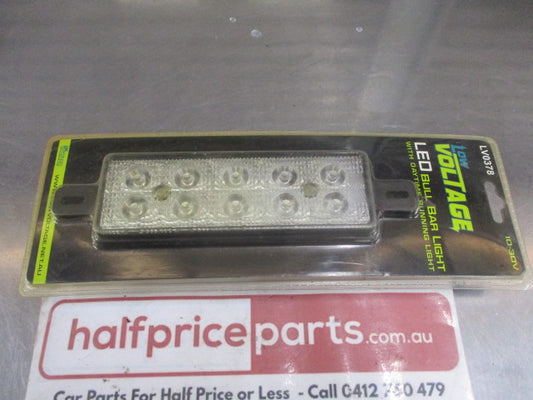 LV0378
LOW
VOLTAGE
LED BULL BAR LIGHT
WITH DAYTIME RUNNING LIGHT
10-30V
halfpriceparts.com.au
Car Parts For Half Price or Less - Call 0412 750 479